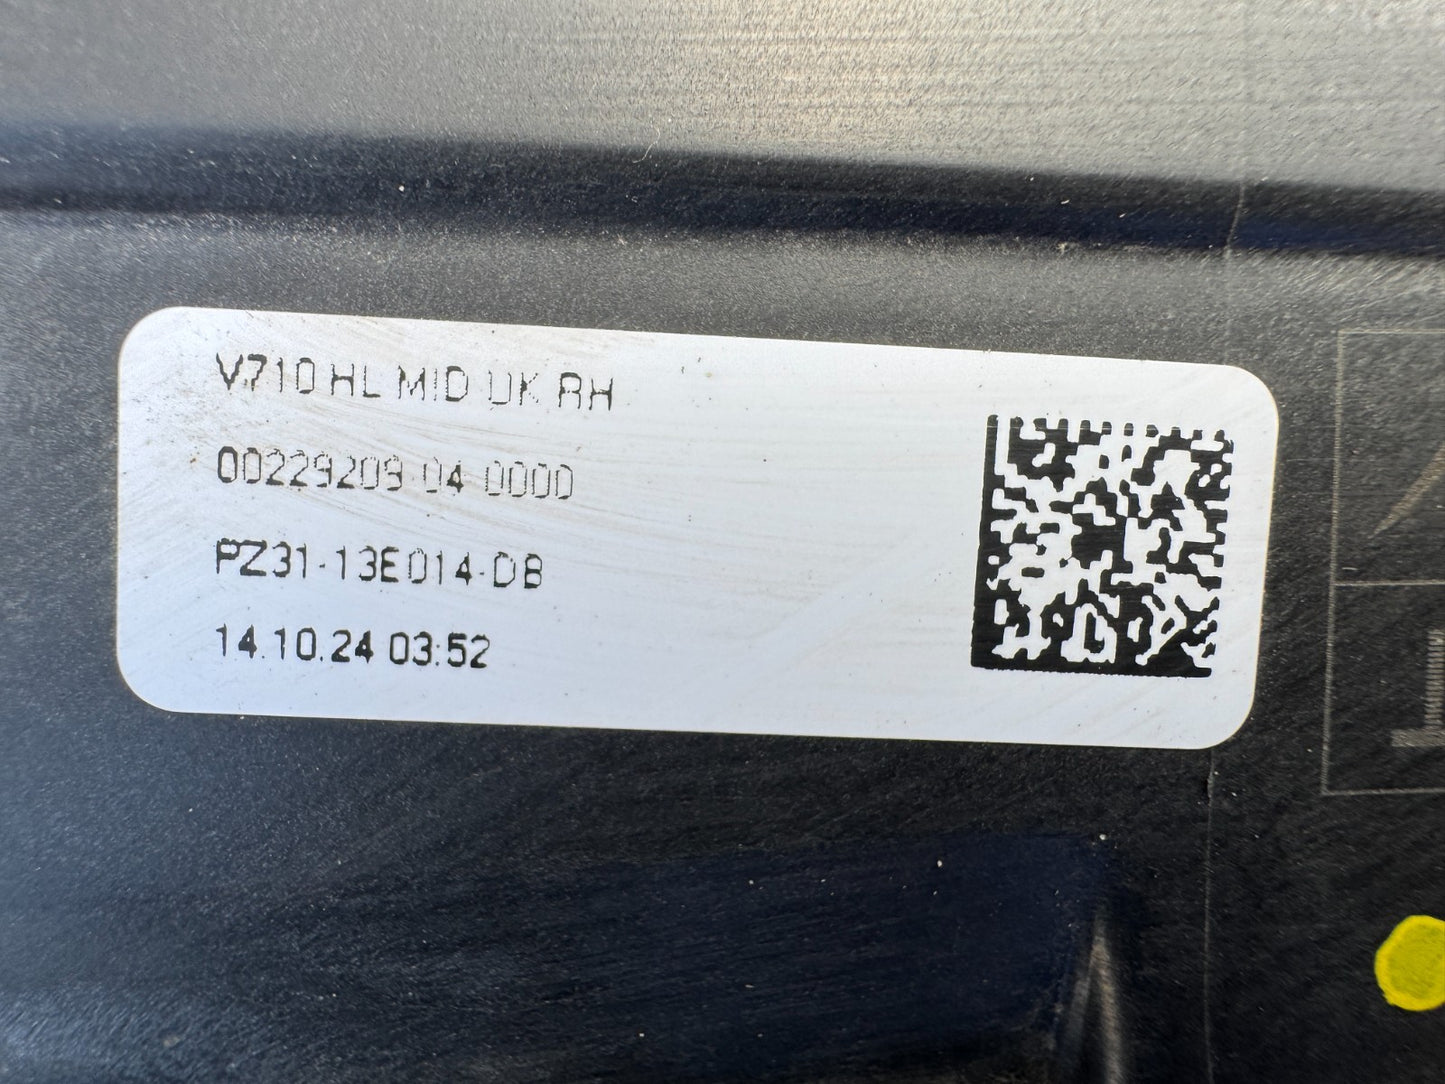 V710 HL MID UK RH
00229209 04 0000
PZ31-13E014-DB
14.10.24 03:52